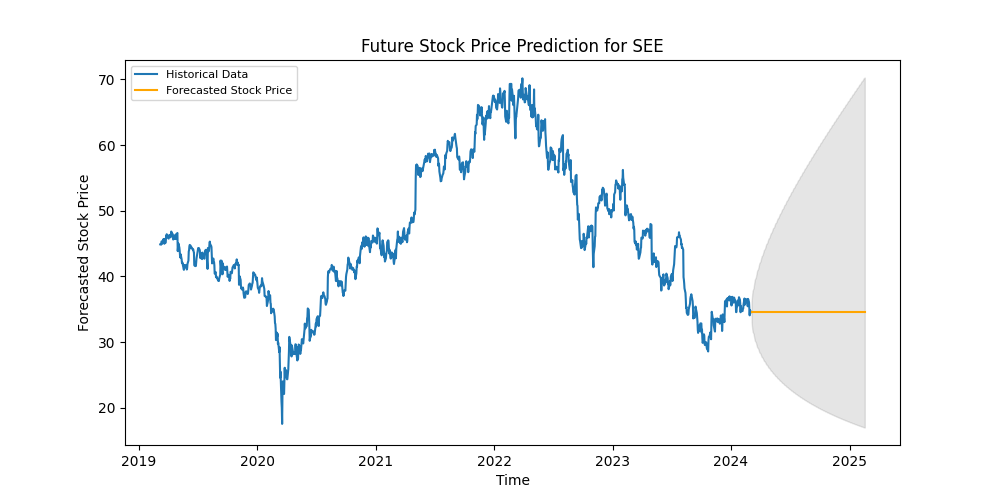 Future Stock Price Prediction for SEE
Historical Data
Forecasted Stock Price
70
60
50
40
30
20
Forecasted Stock Price
2019
2020
2021
2022
2023
2024
2025
Time